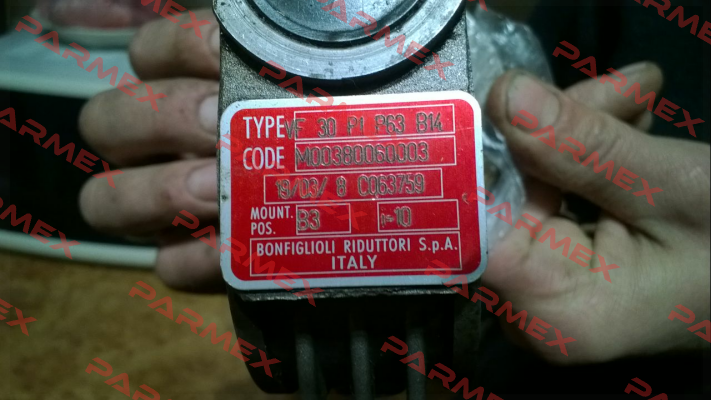 TYPE VF 30 P1 P63 B14
CODE M00380060003
19/03/ 8 C063759
MOUNT. POS. B3 i=10
BONFIGLIOLI RIDUTTORI S.p.A.
ITALY
PARMEX